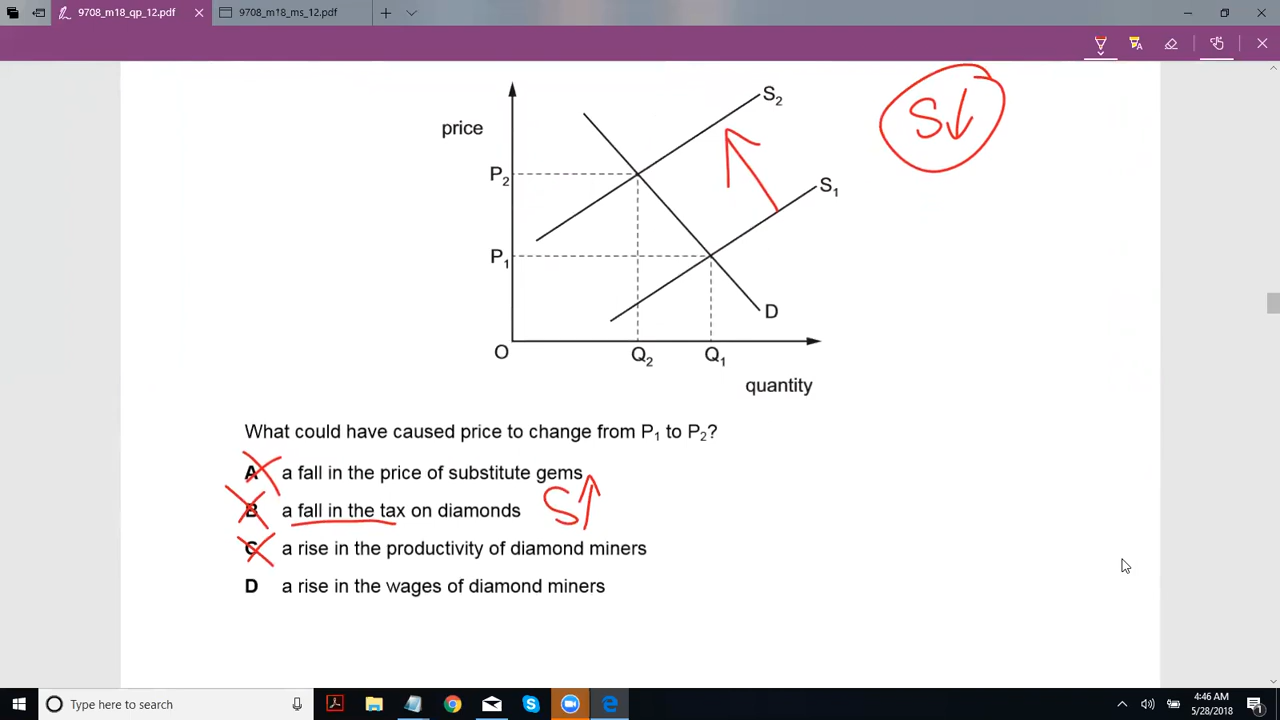 9708_m18_qp_12.pdf
9708_m18_ms_12.pdf
S₂
S↓
price
P₂
S₁
P₁
D
O
Q₂
Q₁
quantity
What could have caused price to change from P₁ to P₂?
A a fall in the price of substitute gems
B a fall in the tax on diamonds S↑
C a rise in the productivity of diamond miners
D a rise in the wages of diamond miners
Type here to search
4:46 AM
5/28/2018